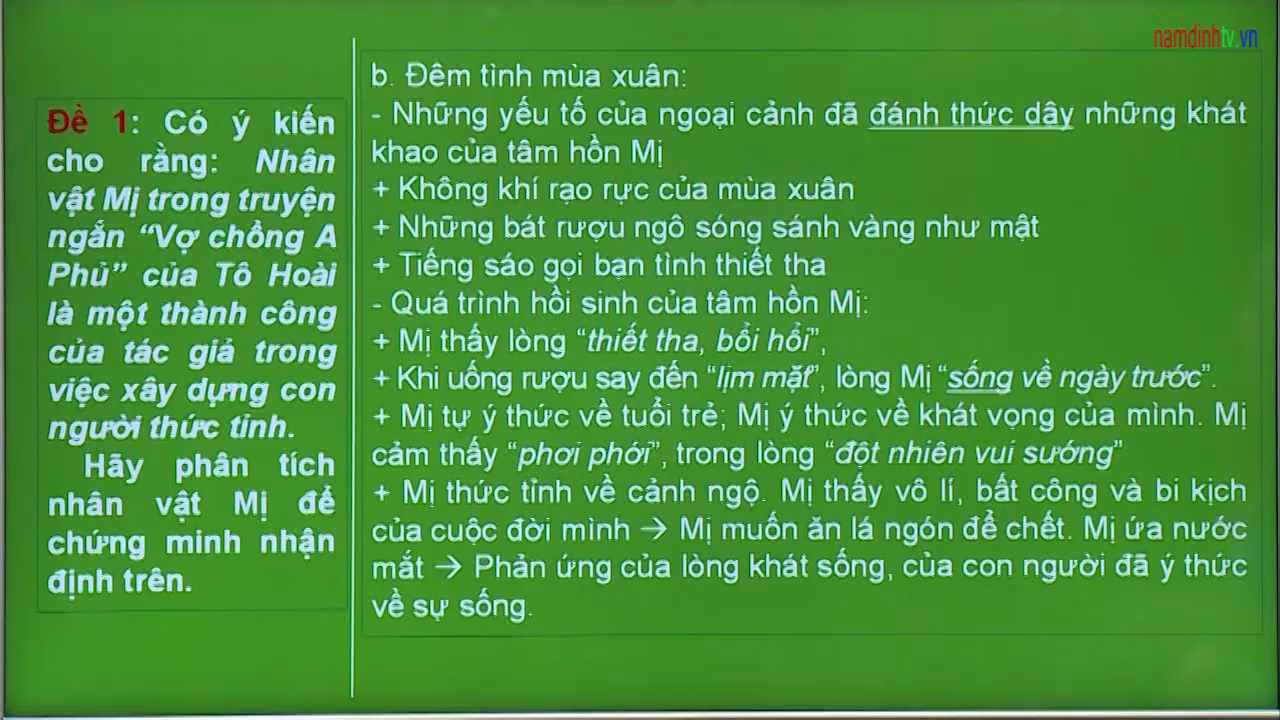 namdinhtv.vn
Đề 1: Có ý kiến
cho rằng: Nhân
vật Mị trong truyện
ngắn “Vợ chồng A
Phủ” của Tô Hoài
là một thành công
của tác giả trong
việc xây dựng con
người thức tỉnh.
Hãy phân tích
nhân vật Mị để
chứng minh nhận
định trên.
b. Đêm tình mùa xuân:
- Những yếu tố của ngoại cảnh đã đánh thức dậy những khát
khao của tâm hồn Mị
+ Không khí rạo rực của mùa xuân
+ Những bát rượu ngô sóng sánh vàng như mật
+ Tiếng sáo gọi bạn tình thiết tha
- Quá trình hồi sinh của tâm hồn Mị:
+ Mị thấy lòng “thiết tha, bổi hổi”,
+ Khi uống rượu say đến “lịm mặt”, lòng Mị “sống về ngày trước”.
+ Mị tự ý thức về tuổi trẻ; Mị ý thức về khát vọng của mình. Mị
cảm thấy “phơi phới”, trong lòng “đột nhiên vui sướng”
+ Mị thức tỉnh về cảnh ngộ. Mị thấy vô lí, bất công và bi kịch
của cuộc đời mình → Mị muốn ăn lá ngón để chết. Mị ứa nước
mắt → Phản ứng của lòng khát sống, của con người đã ý thức
về sự sống.